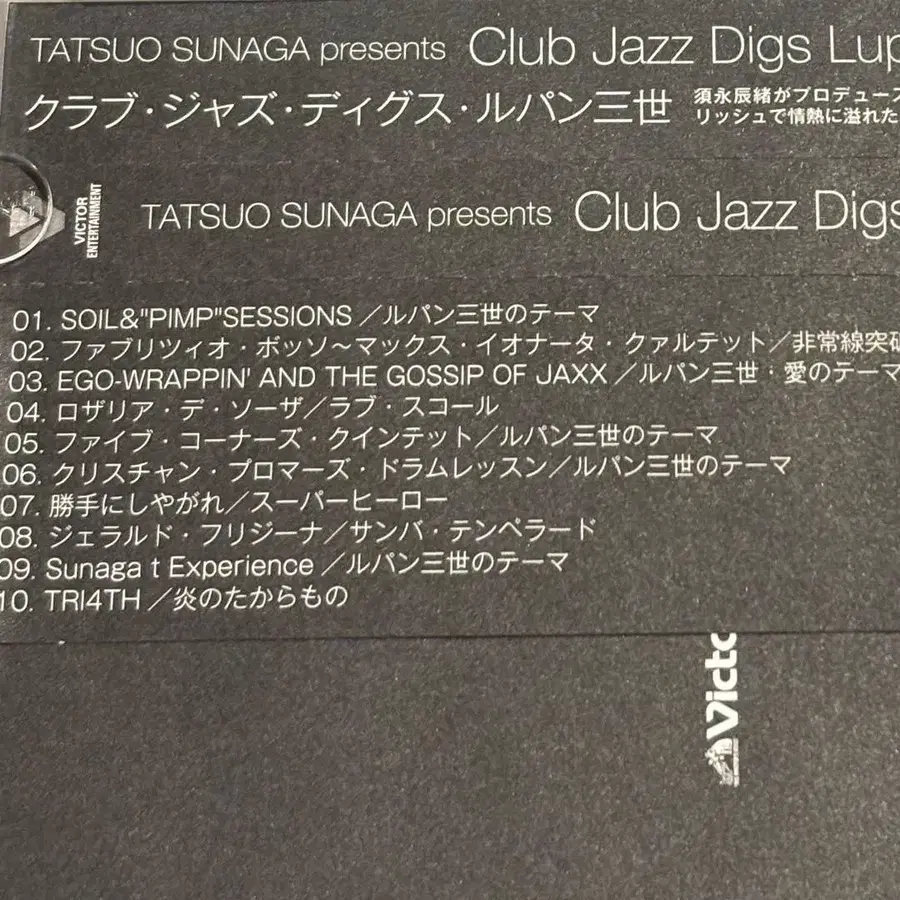 TATSUO SUNAGA presents Club Jazz Digs Lup
クラブ・ジャズ・ディグス・ルパン三世
須永辰緒がプロデュース
リッシュで情熱に溢れた
VICTOR
ENTERTAINMENT
TATSUO SUNAGA presents Club Jazz Digs
01. SOIL&"PIMP"SESSIONS／ルパン三世のテーマ
02. ファブリツィオ・ボッソ〜マックス・イオナータ・クァルテット／非常線突破
03. EGO-WRAPPIN' AND THE GOSSIP OF JAXX／ルパン三世・愛のテーマ
04. ロザリア・デ・ソーザ／ラブ・スコール
05. ファイブ・コーナーズ・クインテット／ルパン三世のテーマ
06. クリスチャン・プロマーズ・ドラムレッスン／ルパン三世のテーマ
07. 勝手にしやがれ／スーパーヒーロー
08. ジェラルド・フリジーナ／サンバ・テンペラード
09. Sunaga t Experience／ルパン三世のテーマ
10. TRI4TH／炎のたからもの
Victo